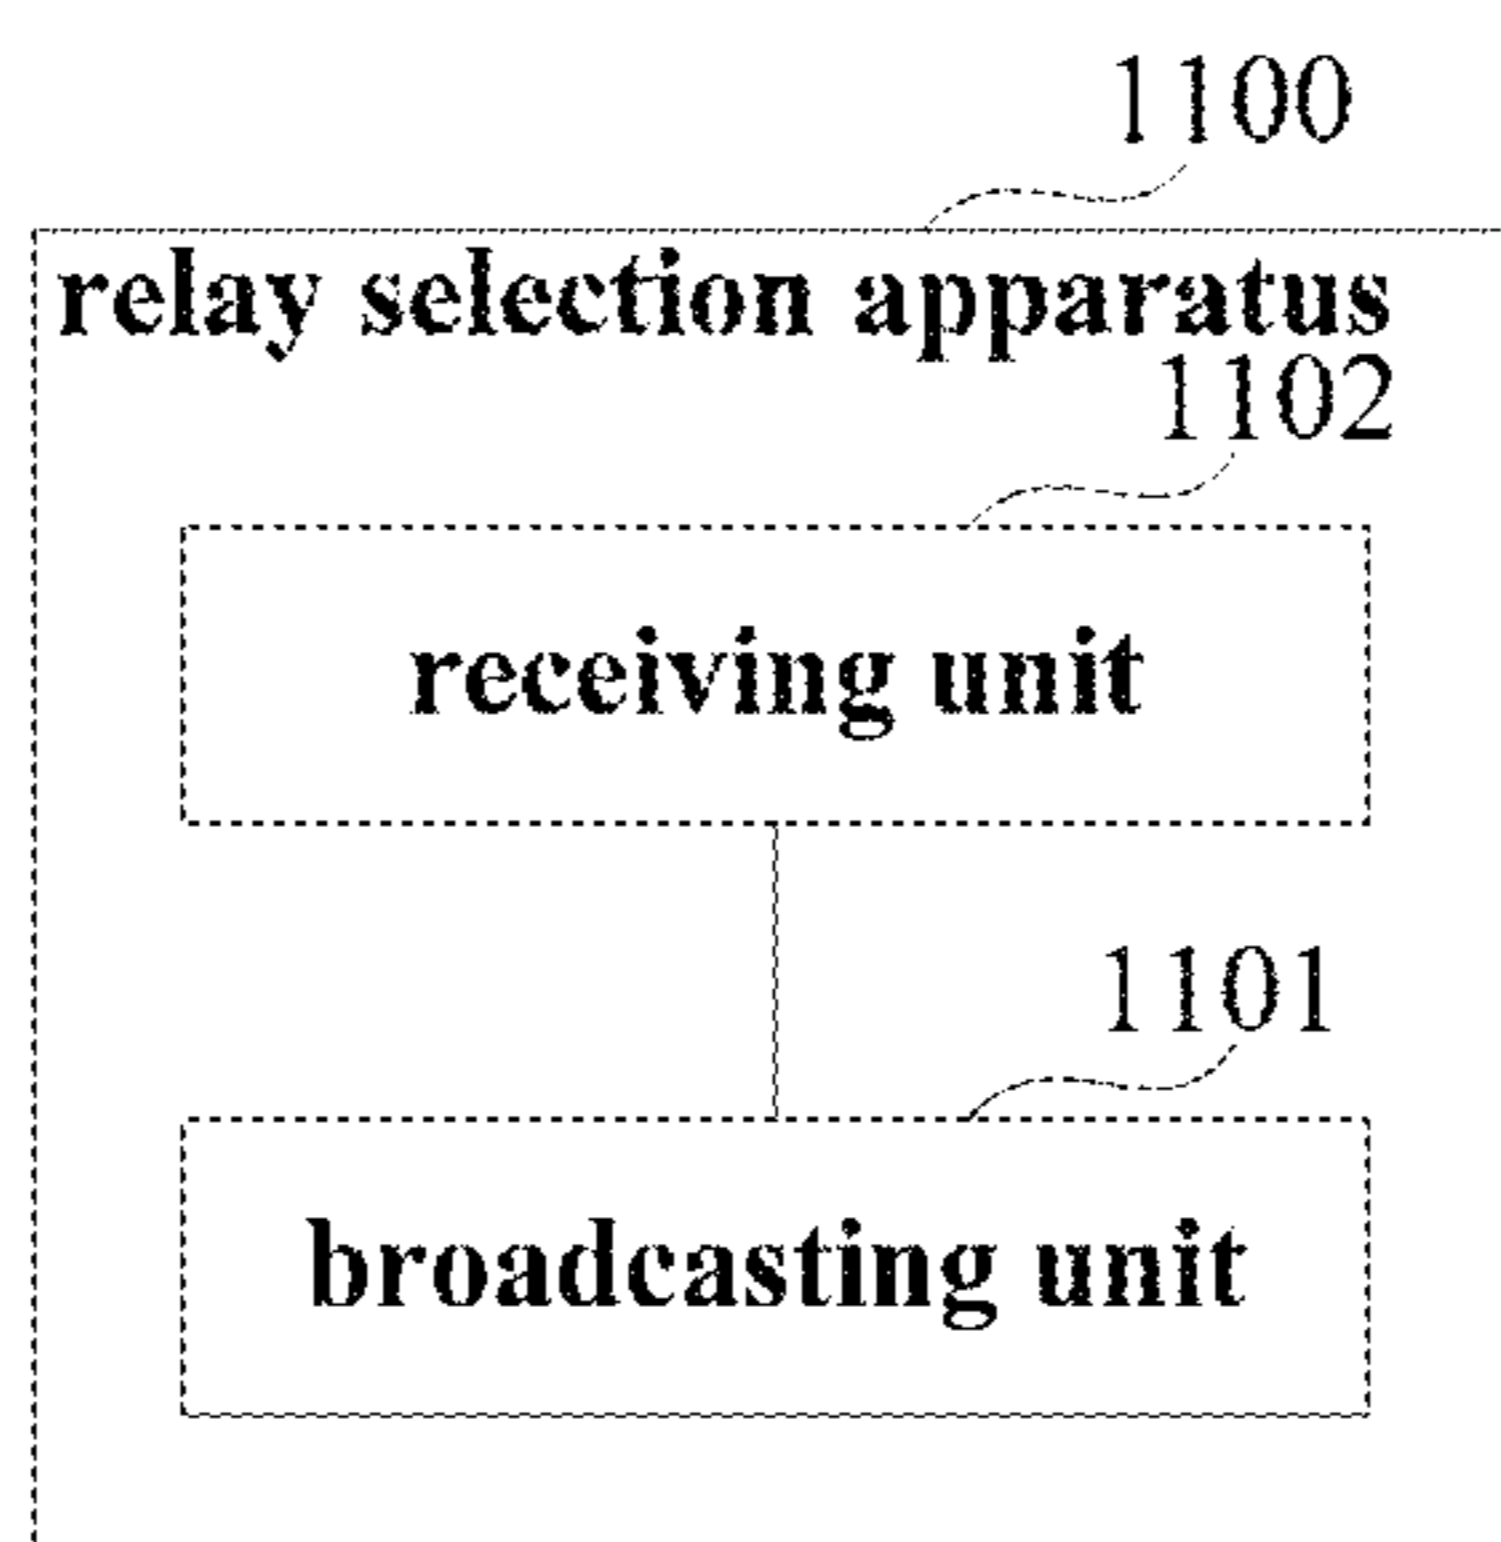 1100
relay selection apparatus
1102
receiving unit
1101
broadcasting unit